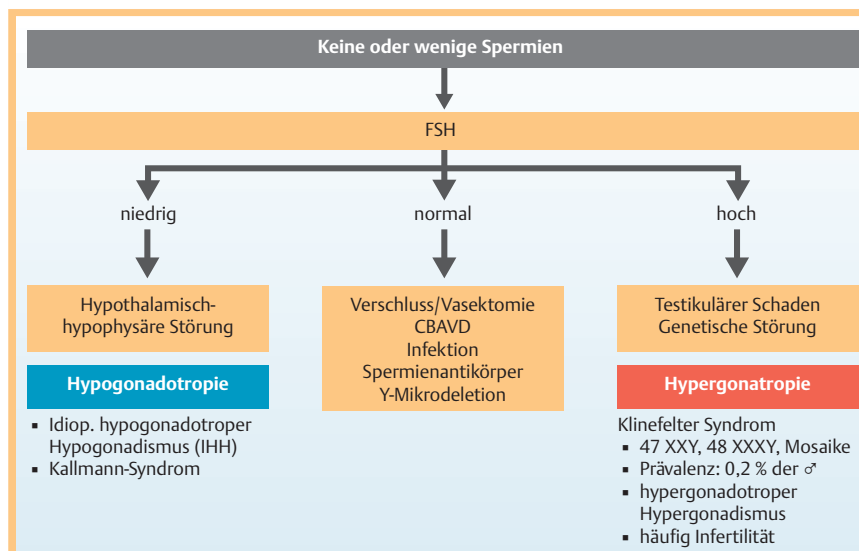 Keine oder wenige Spermien
FSH
niedrig
normal
hoch
Hypothalamisch-
hypophysäre Störung
Hypogonadotropie
▪ Idiop. hypogonadotroper
Hypogonadismus (IHH)
▪ Kallmann-Syndrom
Verschluss/Vasektomie
CBAVD
Infektion
Spermienantikörper
Y-Mikrodeletion
Testikulärer Schaden
Genetische Störung
Hypergonatropie
Klinefelter Syndrom
▪ 47 XXY, 48 XXXY, Mosaike
▪ Prävalenz: 0,2 % der ♂
▪ hypergonadotroper
Hypergonadismus
▪ häufig Infertilität